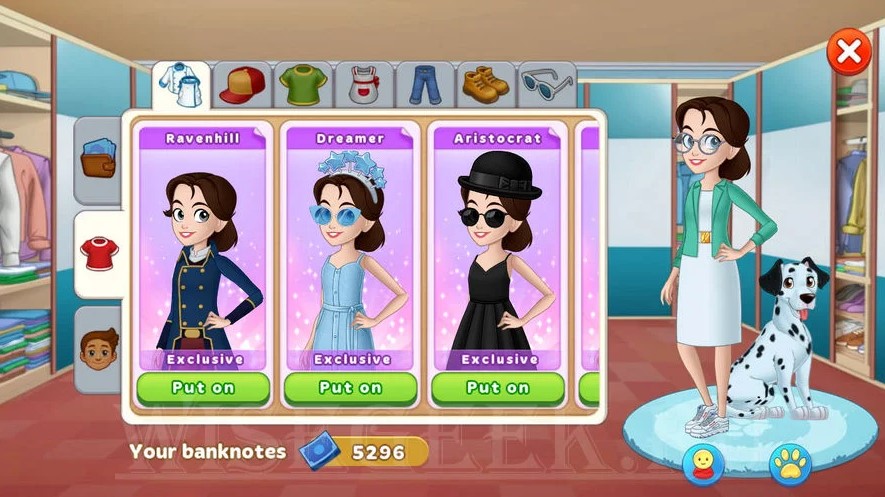 Ravenhill
Dreamer
Aristocrat
Exclusive
Exclusive
Exclusive
Put on
Put on
Put on
Your banknotes 5296